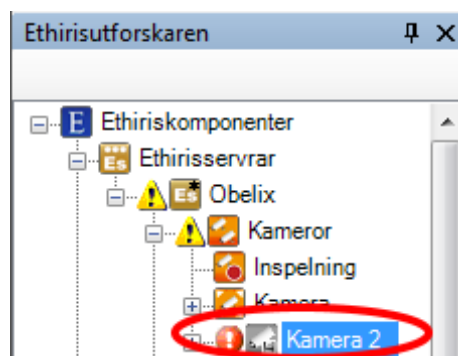 Ethirisutforskaren
Ethiriskomponenter
Ethirisservrar
Obelix
Kameror
Inspelning
Kamera
Kamera 2